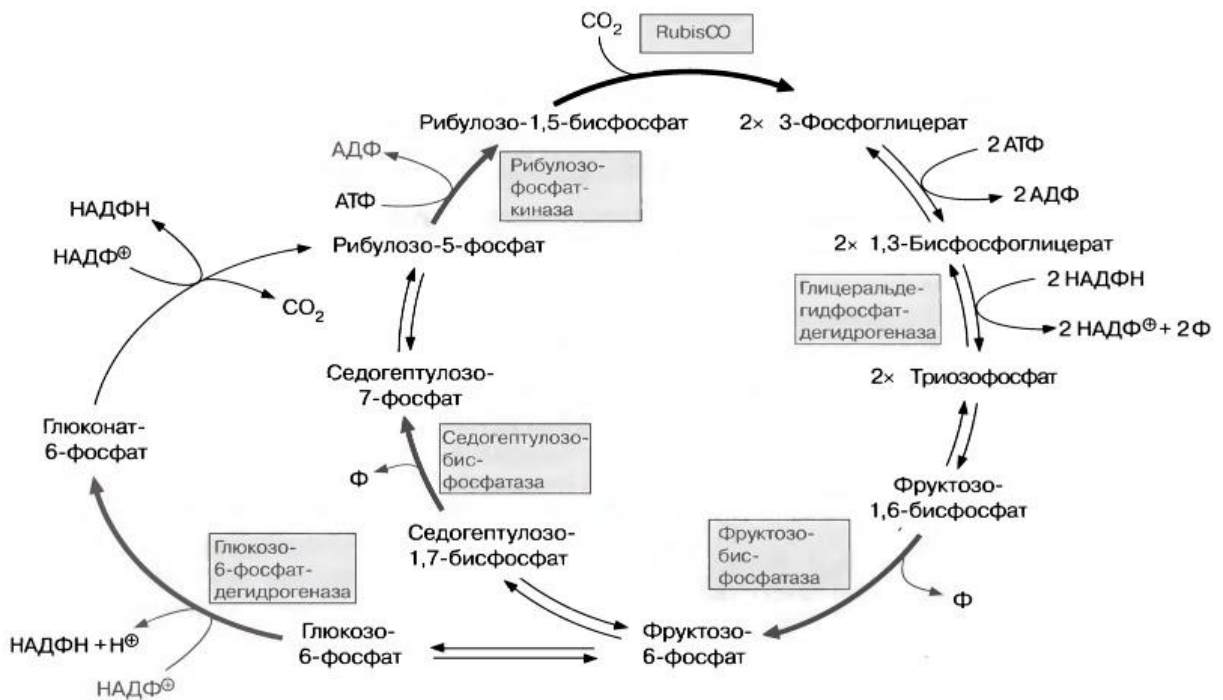 CO₂
RubisCO
Рибулозо-1,5-бисфосфат
2× 3-Фосфоглицерат
АДФ
АТФ
Рибулозо-
фосфат-
киназа
2 АТФ
2 АДФ
НАДФН
НАДФ⊕
CO₂
Рибулозо-5-фосфат
2× 1,3-Бисфосфоглицерат
Глицеральде-
гидфосфат-
дегидрогеназа
2 НАДФН
2 НАДФ⊕ + 2Ф
Седогептулозо-
7-фосфат
2× Триозофосфат
Глюконат-
6-фосфат
Седогептулозо-
бис-
фосфатаза
Ф
Фруктозо-
1,6-бисфосфат
Седогептулозо-
1,7-бисфосфат
Фруктозо-
бис-
фосфатаза
Ф
Глюкозо-
6-фосфат-
дегидрогеназа
НАДФН + Н⊕
НАДФ⊕
Глюкозо-
6-фосфат
Фруктозо-
6-фосфат